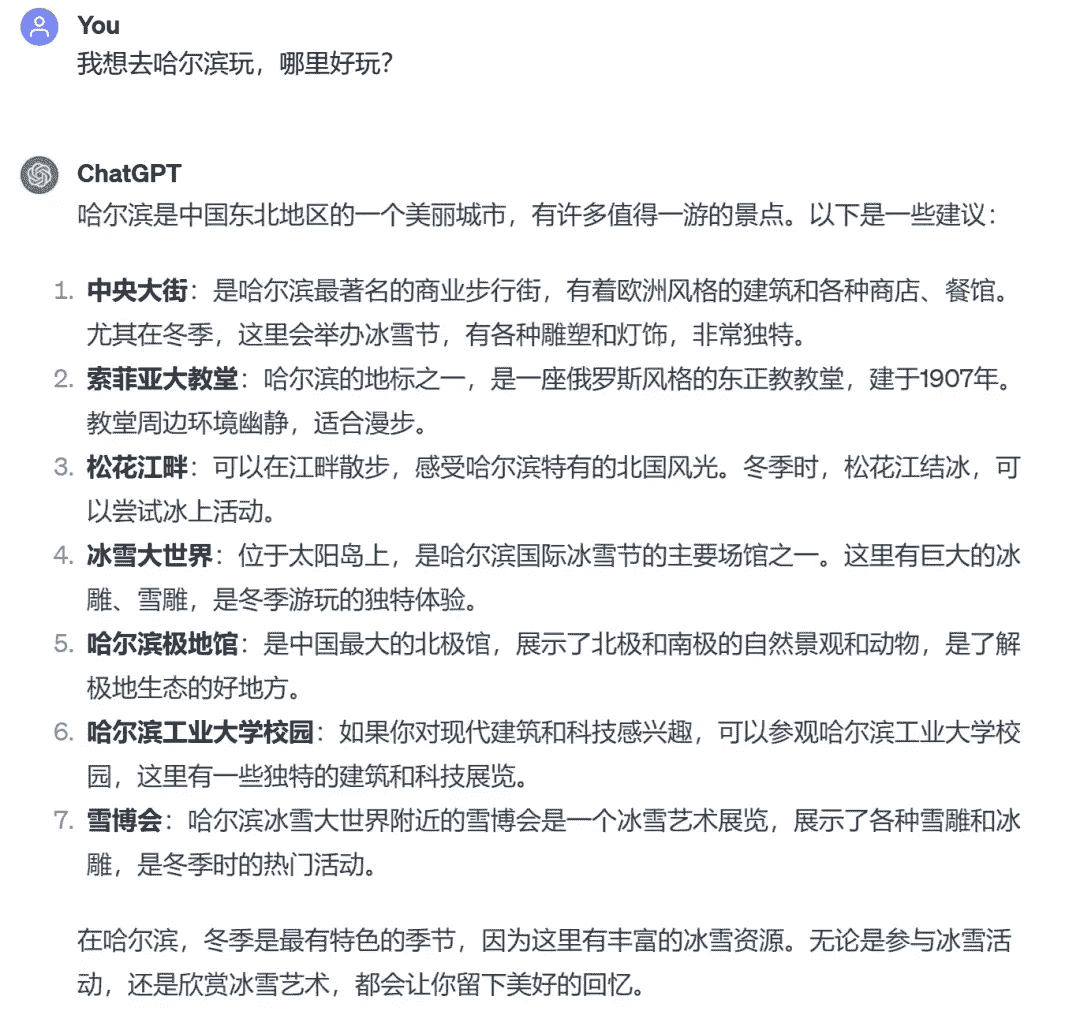 You
我想去哈尔滨玩，哪里好玩？
ChatGPT
哈尔滨是中国东北地区的一个美丽城市，有许多值得一游的景点。以下是一些建议：
1. 中央大街：是哈尔滨最著名的商业步行街，有着欧洲风格的建筑和各种商店、餐馆。
尤其在冬季，这里会举办冰雪节，有各种雕塑和灯饰，非常独特。
2. 索菲亚大教堂：哈尔滨的地标之一，是一座俄罗斯风格的东正教教堂，建于1907年。
教堂周边环境幽静，适合漫步。
3. 松花江畔：可以在江畔散步，感受哈尔滨特有的北国风光。冬季时，松花江结冰，可
以尝试冰上活动。
4. 冰雪大世界：位于太阳岛上，是哈尔滨国际冰雪节的主要场馆之一。这里有巨大的冰
雕、雪雕，是冬季游玩的独特体验。
5. 哈尔滨极地馆：是中国最大的北极馆，展示了北极和南极的自然景观和动物，是了解
极地生态的好地方。
6. 哈尔滨工业大学校园：如果你对现代建筑和科技感兴趣，可以参观哈尔滨工业大学校
园，这里有一些独特的建筑和科技展览。
7. 雪博会：哈尔滨冰雪大世界附近的雪博会是一个冰雪艺术展览，展示了各种雪雕和冰
雕，是冬季时的热门活动。
在哈尔滨，冬季是最有特色的季节，因为这里有丰富的冰雪资源。无论是参与冰雪活
动，还是欣赏冰雪艺术，都会让你留下美好的回忆。